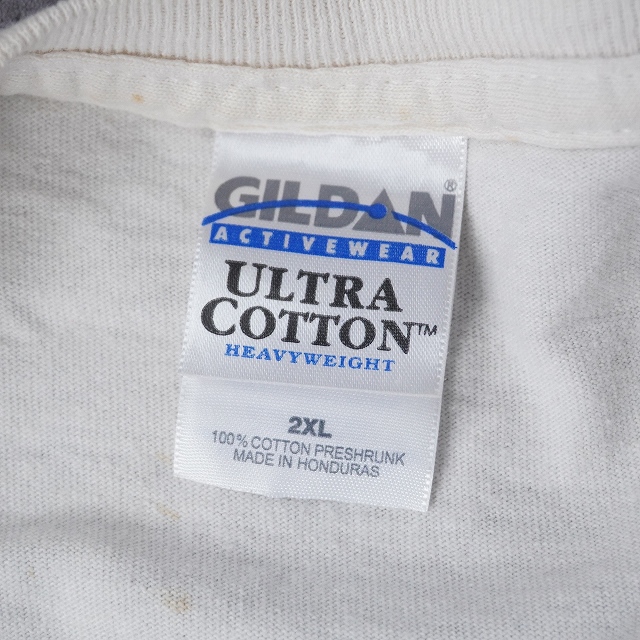 GILDAN®
ACTIVEWEAR
ULTRA
COTTON™
HEAVYWEIGHT
2XL
100% COTTON PRESHRUNK
MADE IN HONDURAS